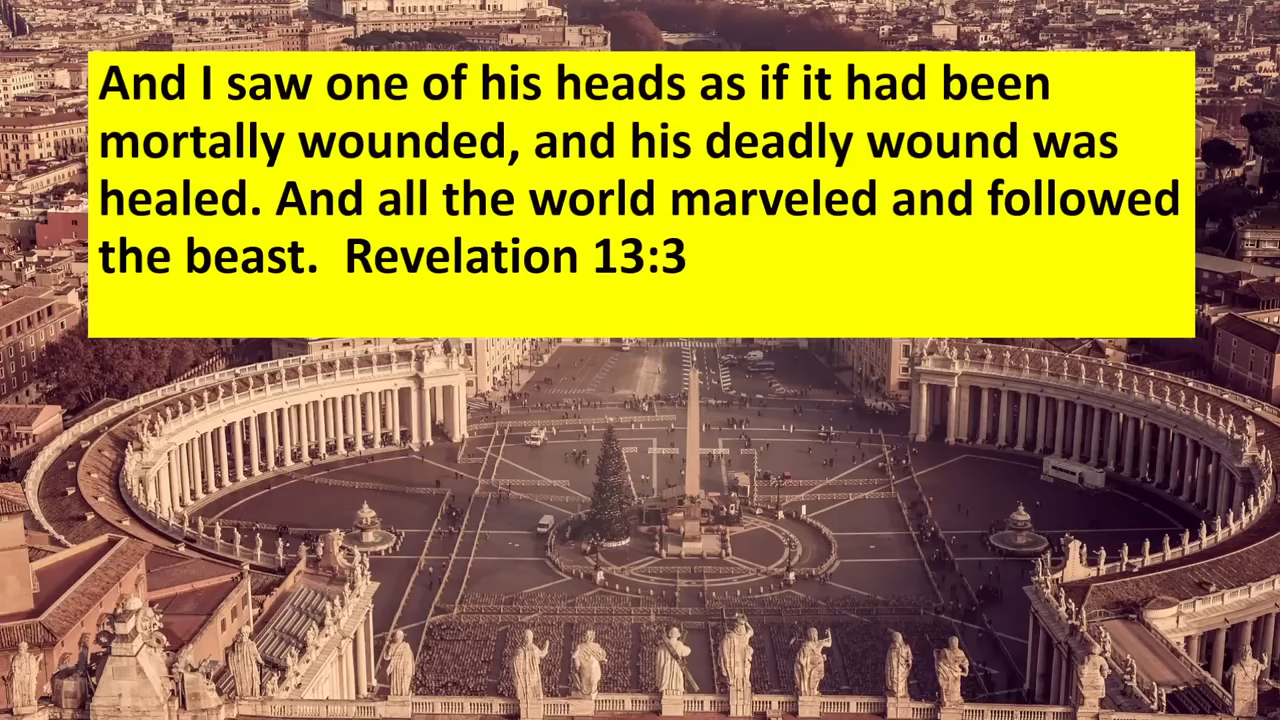 And I saw one of his heads as if it had been
mortally wounded, and his deadly wound was
healed. And all the world marveled and followed
the beast.  Revelation 13:3